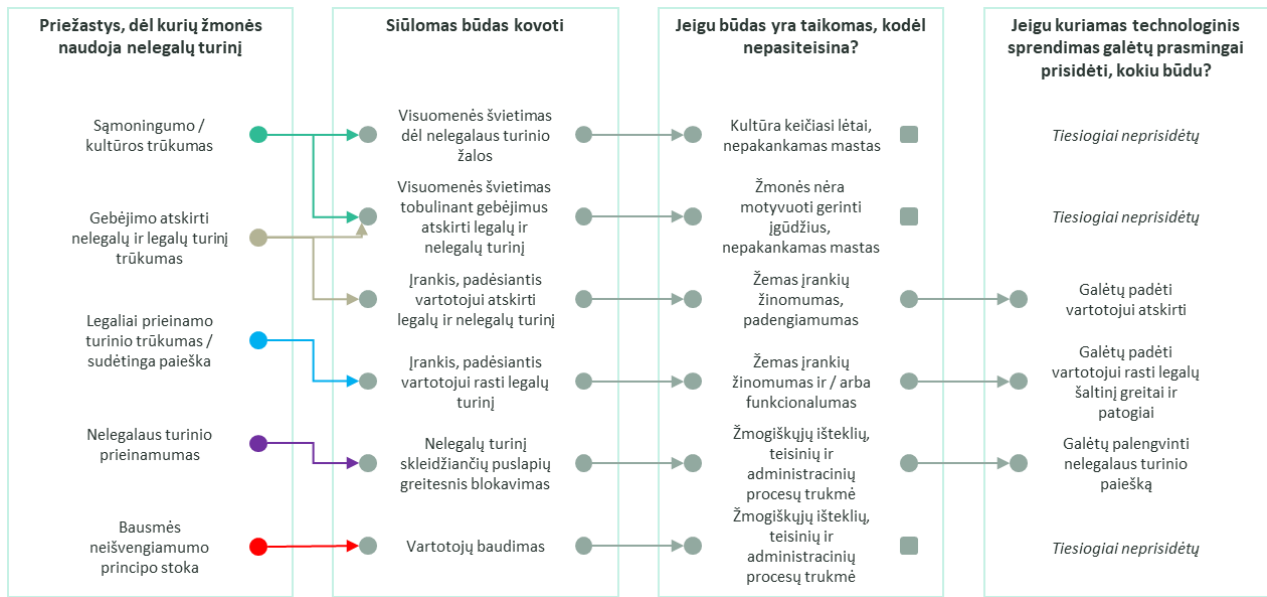 Priežastys, dėl kurių žmonės
naudoja nelegalų turinį
Siūlomas būdas kovoti
Jeigu būdas yra taikomas, kodėl
nepasiteisina?
Jeigu kuriamas technologinis
sprendimas galėtų prasmingai
prisidėti, kokiu būdu?
Sąmoningumo /
kultūros trūkumas
Visuomenės švietimas
dėl nelegalaus turinio
žalos
Kultūra keičiasi lėtai,
nepakankamas mastas
Tiesiogiai neprisidėtų
Gebėjimo atskirti
nelegalų ir legalų turinį
trūkumas
Visuomenės švietimas
tobulinant gebėjimus
atskirti legalų ir
nelegalų turinį
Žmonės nėra
motyvuoti gerinti
įgūdžius,
nepakankamas mastas
Tiesiogiai neprisidėtų
Įrankis, padėsiantis
vartotojui atskirti
legalų ir nelegalų turinį
Žemas įrankių
žinomumas,
padengiamumas
Galėtų padėti
vartotojui atskirti
Legaliai prieinamo
turinio trūkumas /
sudėtinga paieška
Įrankis, padėsiantis
vartotojui rasti legalų
turinį
Žemas įrankių
žinomumas ir / arba
funkcionalumas
Galėtų padėti
vartotojui rasti legalų
šaltinį greitai ir
patogiai
Nelegalaus turinio
prieinamumas
Nelegalų turinį
skleidžiančių puslapių
greitesnis blokavimas
Žmogiškųjų išteklių,
teisinių ir
administracinių
procesų trukmė
Galėtų palengvinti
nelegalaus turinio
paiešką
Bausmės
neišvengiamumo
principo stoka
Vartotojų baudimas
Žmogiškųjų išteklių,
teisinių ir
administracinių
procesų trukmė
Tiesiogiai neprisidėtų